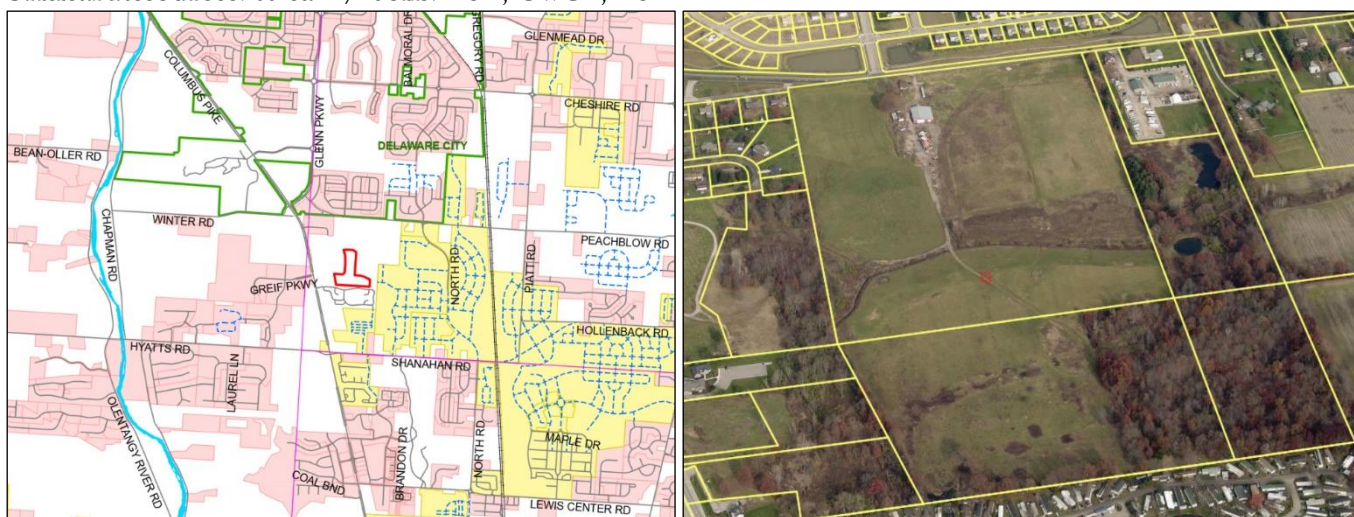 GLENMEAD DR
BALMORAL DR
GREGORY RD
COLUMBUS PIKE
GLENN PKWY
CHESHIRE RD
DELAWARE CITY
BEAN-OLLER RD
WINTER RD
CHAPMAN RD
PEACHBLOW RD
NORTH RD
PIATT RD
GREIF PKWY
HOLLENBACK RD
HYATTS RD
SHANAHAN RD
LAUREL LN
OLENTANGY RIVER RD
MAPLE DR
BRANDON DR
NORTH RD
COAL BND
LEWIS CENTER RD